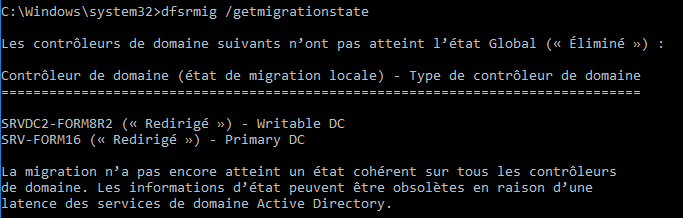 C:\Windows\system32>dfsrmig /getmigrationstate
Les contrôleurs de domaine suivants n’ont pas atteint l’état Global (« Éliminé ») :
Contrôleur de domaine (état de migration locale) - Type de contrôleur de domaine
================================================================================
SRVDC2-FORM8R2 (« Redirigé ») - Writable DC
SRV-FORM16 (« Redirigé ») - Primary DC
La migration n’a pas encore atteint un état cohérent sur tous les contrôleurs
de domaine. Les informations d’état peuvent être obsolètes en raison d’une
latence des services de domaine Active Directory.